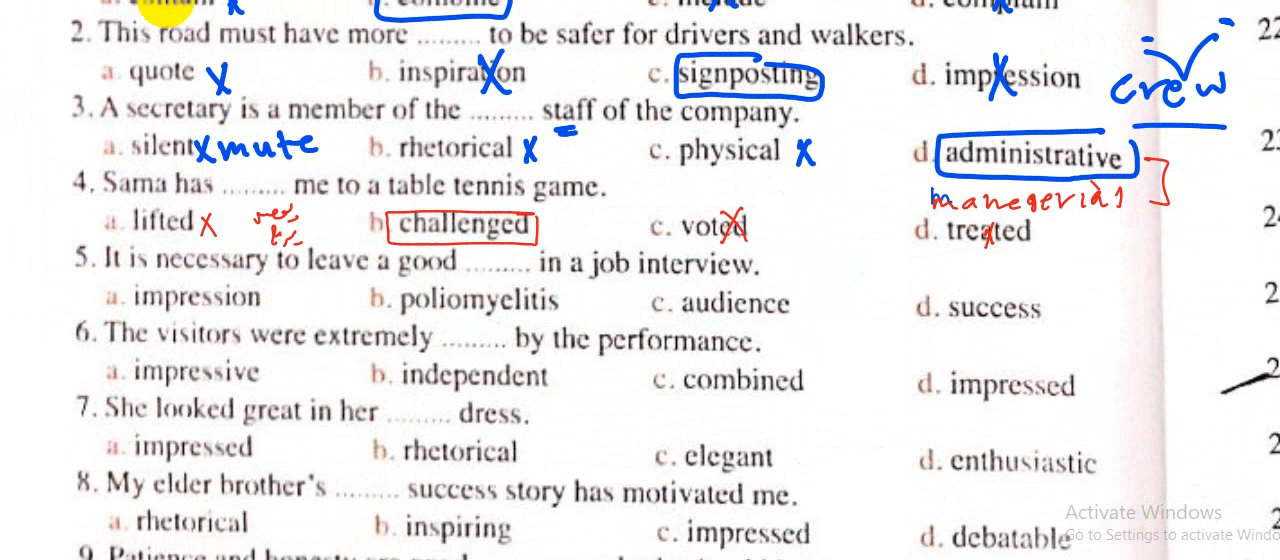 2. This road must have more ......... to be safer for drivers and walkers.
a. quote x b. inspiration c. signposting d. impression
crew
3. A secretary is a member of the ......... staff of the company.
a. silent x mute b. rhetorical x c. physical x d. administrative
manegerial
4. Sama has ......... me to a table tennis game.
a. lifted x b. challenged c. voted d. treated
5. It is necessary to leave a good ......... in a job interview.
a. impression b. poliomyelitis c. audience d. success
6. The visitors were extremely ......... by the performance.
a. impressive b. independent c. combined d. impressed
7. She looked great in her ......... dress.
a. impressed b. rhetorical c. elegant d. enthusiastic
8. My elder brother's ......... success story has motivated me.
a. rhetorical b. inspiring c. impressed d. debatable
Activate Windows
Go to Settings to activate Windo